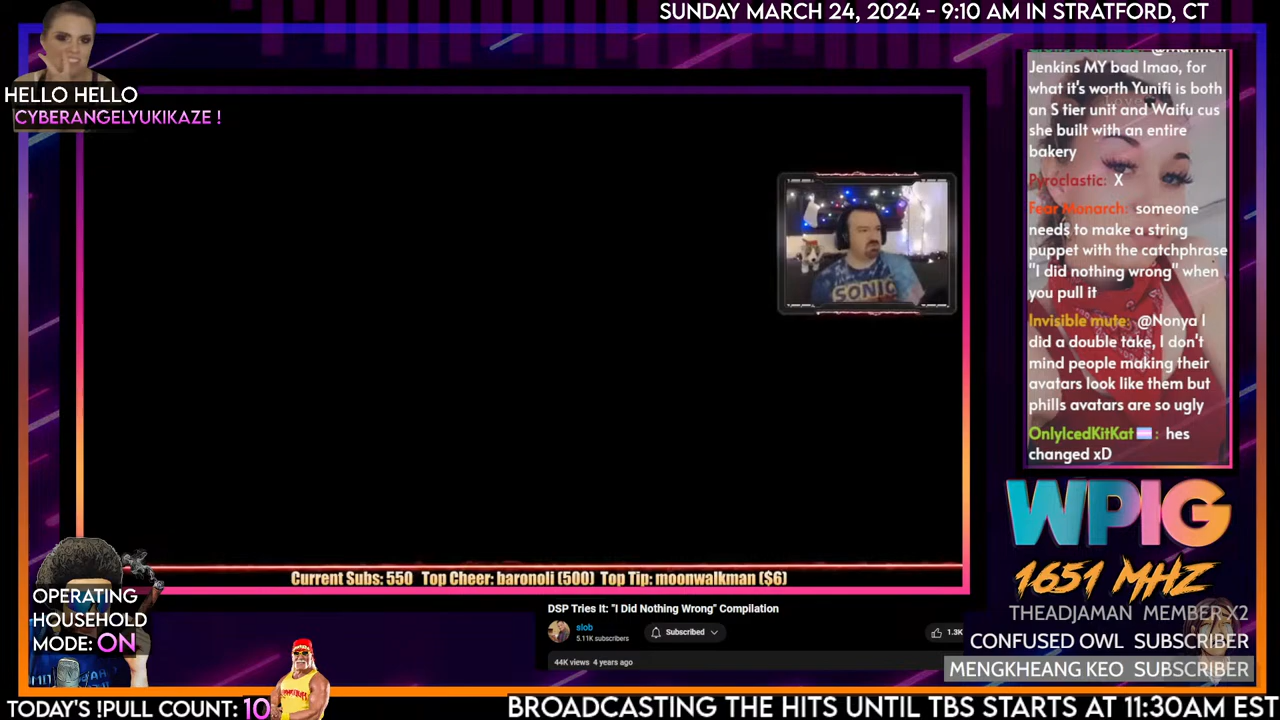 SUNDAY MARCH 24, 2024 - 9:10 AM IN STRATFORD, CT
HELLO HELLO
CYBERANGELYUKIKAZE !
Jenkins MY bad lmao, for
what it's worth Yunifi is both
an S tier unit and Waifu cus
she built with an entire
bakery
Pyroclastic: X
Fear Monarch: someone
needs to make a string
puppet with the catchphrase
"I did nothing wrong" when
you pull it
Invisible mute: @Nonya I
did a double take, I don't
mind people making their
avatars look like them but
phills avatars are so ugly
OnlyIcedKitKat: hes
changed xD
SONIC
WPIG
1651 MHZ
THEADJAMAN MEMBER X2
CONFUSED OWL SUBSCRIBER
MENGKHEANG KEO SUBSCRIBER
Current Subs: 550 Top Cheer: baronoli (500) Top Tip: moonwalkman ($6)
DSP Tries It: "I Did Nothing Wrong" Compilation
slob
5.11K subscribers
Subscribed
1.3K
44K views 4 years ago
OPERATING
HOUSEHOLD
MODE: ON
TODAY'S !PULL COUNT: 10
BROADCASTING THE HITS UNTIL TBS STARTS AT 11:30AM EST